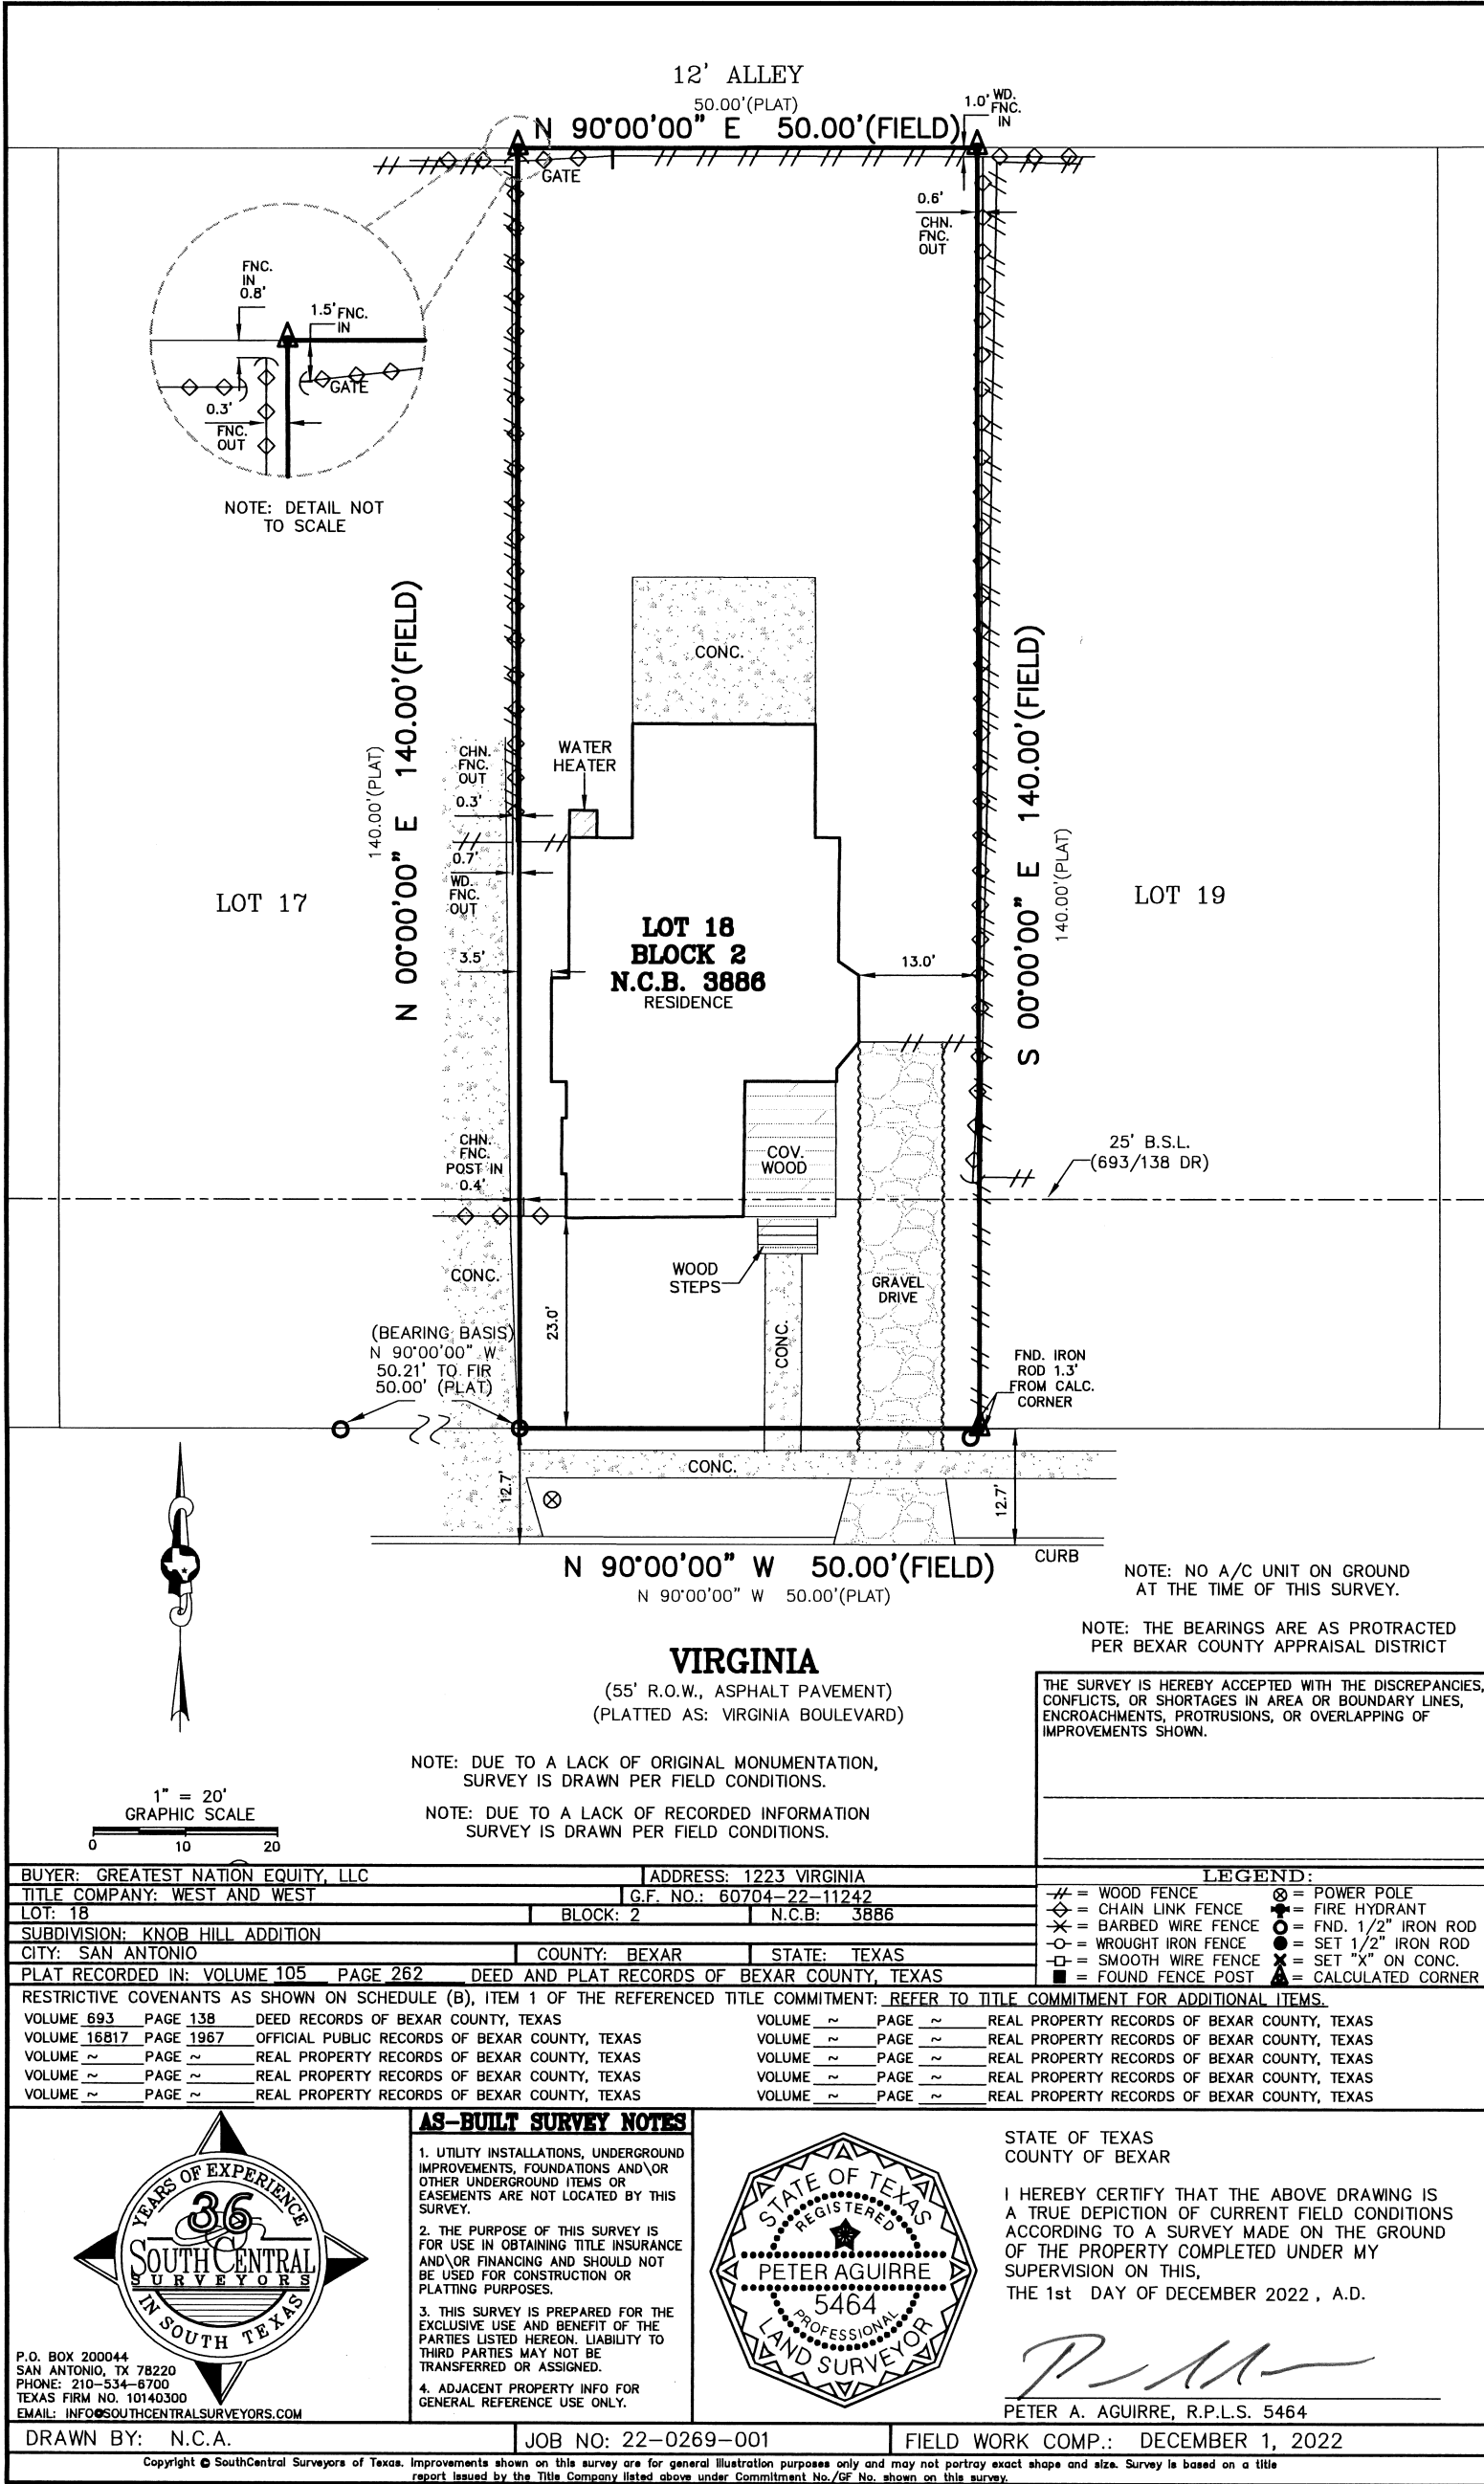 12' ALLEY
50.00'(PLAT)
N 90°00'00" E 50.00'(FIELD)
1.0' WD.
FNC.
IN
GATE
0.6'
CHN.
FNC.
OUT
FNC.
IN
0.8'
1.5' FNC.
IN
GATE
0.3'
FNC.
OUT
NOTE: DETAIL NOT
TO SCALE
N 00°00'00" E 140.00'(FIELD)
140.00'(PLAT)
S 00°00'00" E 140.00'(FIELD)
140.00'(PLAT)
CONC.
CHN.
FNC.
OUT
0.3'
WATER
HEATER
0.7'
WD.
FNC.
OUT
3.5'
LOT 17
LOT 18
BLOCK 2
N.C.B. 3886
RESIDENCE
13.0'
LOT 19
CHN.
FNC.
POST IN
0.4'
COV.
WOOD
25' B.S.L.
(693/138 DR)
CONC.
WOOD
STEPS
GRAVEL
DRIVE
23.0'
CONC.
(BEARING BASIS)
N 90°00'00" W
50.21' TO FIR
50.00' (PLAT)
FND. IRON
ROD 1.3'
FROM CALC.
CORNER
CONC.
12.7'
12.7'
CURB
N 90°00'00" W 50.00'(FIELD)
N 90°00'00" W 50.00'(PLAT)
NOTE: NO A/C UNIT ON GROUND
AT THE TIME OF THIS SURVEY.
NOTE: THE BEARINGS ARE AS PROTRACTED
PER BEXAR COUNTY APPRAISAL DISTRICT
VIRGINIA
(55' R.O.W., ASPHALT PAVEMENT)
(PLATTED AS: VIRGINIA BOULEVARD)
THE SURVEY IS HEREBY ACCEPTED WITH THE DISCREPANCIES,
CONFLICTS, OR SHORTAGES IN AREA OR BOUNDARY LINES,
ENCROACHMENTS, PROTRUSIONS, OR OVERLAPPING OF
IMPROVEMENTS SHOWN.
NOTE: DUE TO A LACK OF ORIGINAL MONUMENTATION,
SURVEY IS DRAWN PER FIELD CONDITIONS.
NOTE: DUE TO A LACK OF RECORDED INFORMATION
SURVEY IS DRAWN PER FIELD CONDITIONS.
1" = 20'
GRAPHIC SCALE
0 10 20
BUYER: GREATEST NATION EQUITY, LLC ADDRESS: 1223 VIRGINIA
TITLE COMPANY: WEST AND WEST G.F. NO.: 60704-22-11242
LOT: 18 BLOCK: 2 N.C.B: 3886
SUBDIVISION: KNOB HILL ADDITION
CITY: SAN ANTONIO COUNTY: BEXAR STATE: TEXAS
PLAT RECORDED IN: VOLUME 105 PAGE 262 DEED AND PLAT RECORDS OF BEXAR COUNTY, TEXAS
LEGEND:
= WOOD FENCE = POWER POLE
= CHAIN LINK FENCE = FIRE HYDRANT
= BARBED WIRE FENCE = FND. 1/2" IRON ROD
= WROUGHT IRON FENCE = SET 1/2" IRON ROD
= SMOOTH WIRE FENCE = SET "X" ON CONC.
= FOUND FENCE POST = CALCULATED CORNER
RESTRICTIVE COVENANTS AS SHOWN ON SCHEDULE (B), ITEM 1 OF THE REFERENCED TITLE COMMITMENT: REFER TO TITLE COMMITMENT FOR ADDITIONAL ITEMS.
VOLUME 693 PAGE 138 DEED RECORDS OF BEXAR COUNTY, TEXAS VOLUME ~ PAGE ~ REAL PROPERTY RECORDS OF BEXAR COUNTY, TEXAS
VOLUME 16817 PAGE 1967 OFFICIAL PUBLIC RECORDS OF BEXAR COUNTY, TEXAS VOLUME ~ PAGE ~ REAL PROPERTY RECORDS OF BEXAR COUNTY, TEXAS
VOLUME ~ PAGE ~ REAL PROPERTY RECORDS OF BEXAR COUNTY, TEXAS VOLUME ~ PAGE ~ REAL PROPERTY RECORDS OF BEXAR COUNTY, TEXAS
VOLUME ~ PAGE ~ REAL PROPERTY RECORDS OF BEXAR COUNTY, TEXAS VOLUME ~ PAGE ~ REAL PROPERTY RECORDS OF BEXAR COUNTY, TEXAS
VOLUME ~ PAGE ~ REAL PROPERTY RECORDS OF BEXAR COUNTY, TEXAS VOLUME ~ PAGE ~ REAL PROPERTY RECORDS OF BEXAR COUNTY, TEXAS
YEARS OF EXPERIENCE
36
SOUTHCENTRAL
SURVEYORS
IN SOUTH TEXAS
P.O. BOX 200044
SAN ANTONIO, TX 78220
PHONE: 210-534-6700
TEXAS FIRM NO. 10140300
EMAIL: INFO@SOUTHCENTRALSURVEYORS.COM
AS-BUILT SURVEY NOTES
1. UTILITY INSTALLATIONS, UNDERGROUND
IMPROVEMENTS, FOUNDATIONS AND\OR
OTHER UNDERGROUND ITEMS OR
EASEMENTS ARE NOT LOCATED BY THIS
SURVEY.
2. THE PURPOSE OF THIS SURVEY IS
FOR USE IN OBTAINING TITLE INSURANCE
AND\OR FINANCING AND SHOULD NOT
BE USED FOR CONSTRUCTION OR
PLATTING PURPOSES.
3. THIS SURVEY IS PREPARED FOR THE
EXCLUSIVE USE AND BENEFIT OF THE
PARTIES LISTED HEREON. LIABILITY TO
THIRD PARTIES MAY NOT BE
TRANSFERRED OR ASSIGNED.
4. ADJACENT PROPERTY INFO FOR
GENERAL REFERENCE USE ONLY.
STATE OF TEXAS
REGISTERED
PETER AGUIRRE
5464
PROFESSIONAL
LAND SURVEYOR
STATE OF TEXAS
COUNTY OF BEXAR
I HEREBY CERTIFY THAT THE ABOVE DRAWING IS
A TRUE DEPICTION OF CURRENT FIELD CONDITIONS
ACCORDING TO A SURVEY MADE ON THE GROUND
OF THE PROPERTY COMPLETED UNDER MY
SUPERVISION ON THIS,
THE 1st DAY OF DECEMBER 2022 , A.D.
PETER A. AGUIRRE, R.P.L.S. 5464
DRAWN BY: N.C.A. JOB NO: 22-0269-001 FIELD WORK COMP.: DECEMBER 1, 2022
Copyright © SouthCentral Surveyors of Texas. Improvements shown on this survey are for general illustration purposes only and may not portray exact shape and size. Survey is based on a title
report issued by the Title Company listed above under Commitment No./GF No. shown on this survey.